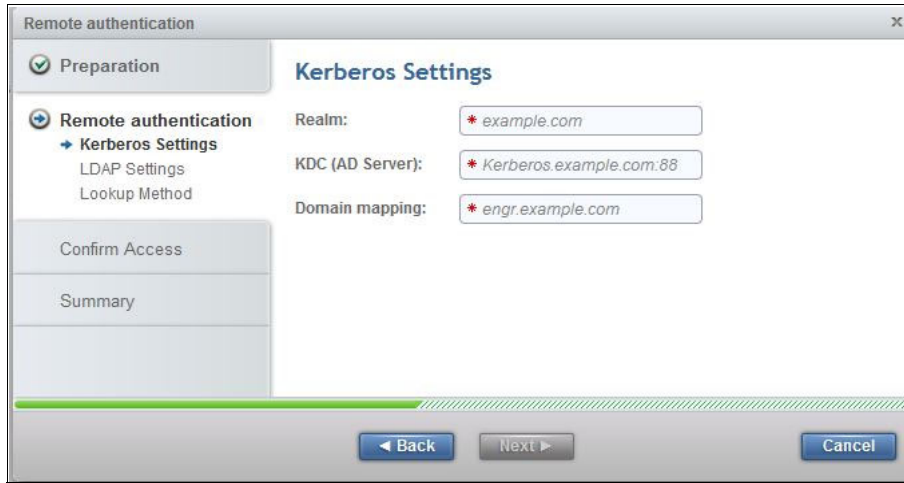 Remote authentication
x
Preparation
Remote authentication
Kerberos Settings
LDAP Settings
Lookup Method
Confirm Access
Summary
Kerberos Settings
Realm: * example.com
KDC (AD Server): * Kerberos.example.com:88
Domain mapping: * engr.example.com
Back Next Cancel